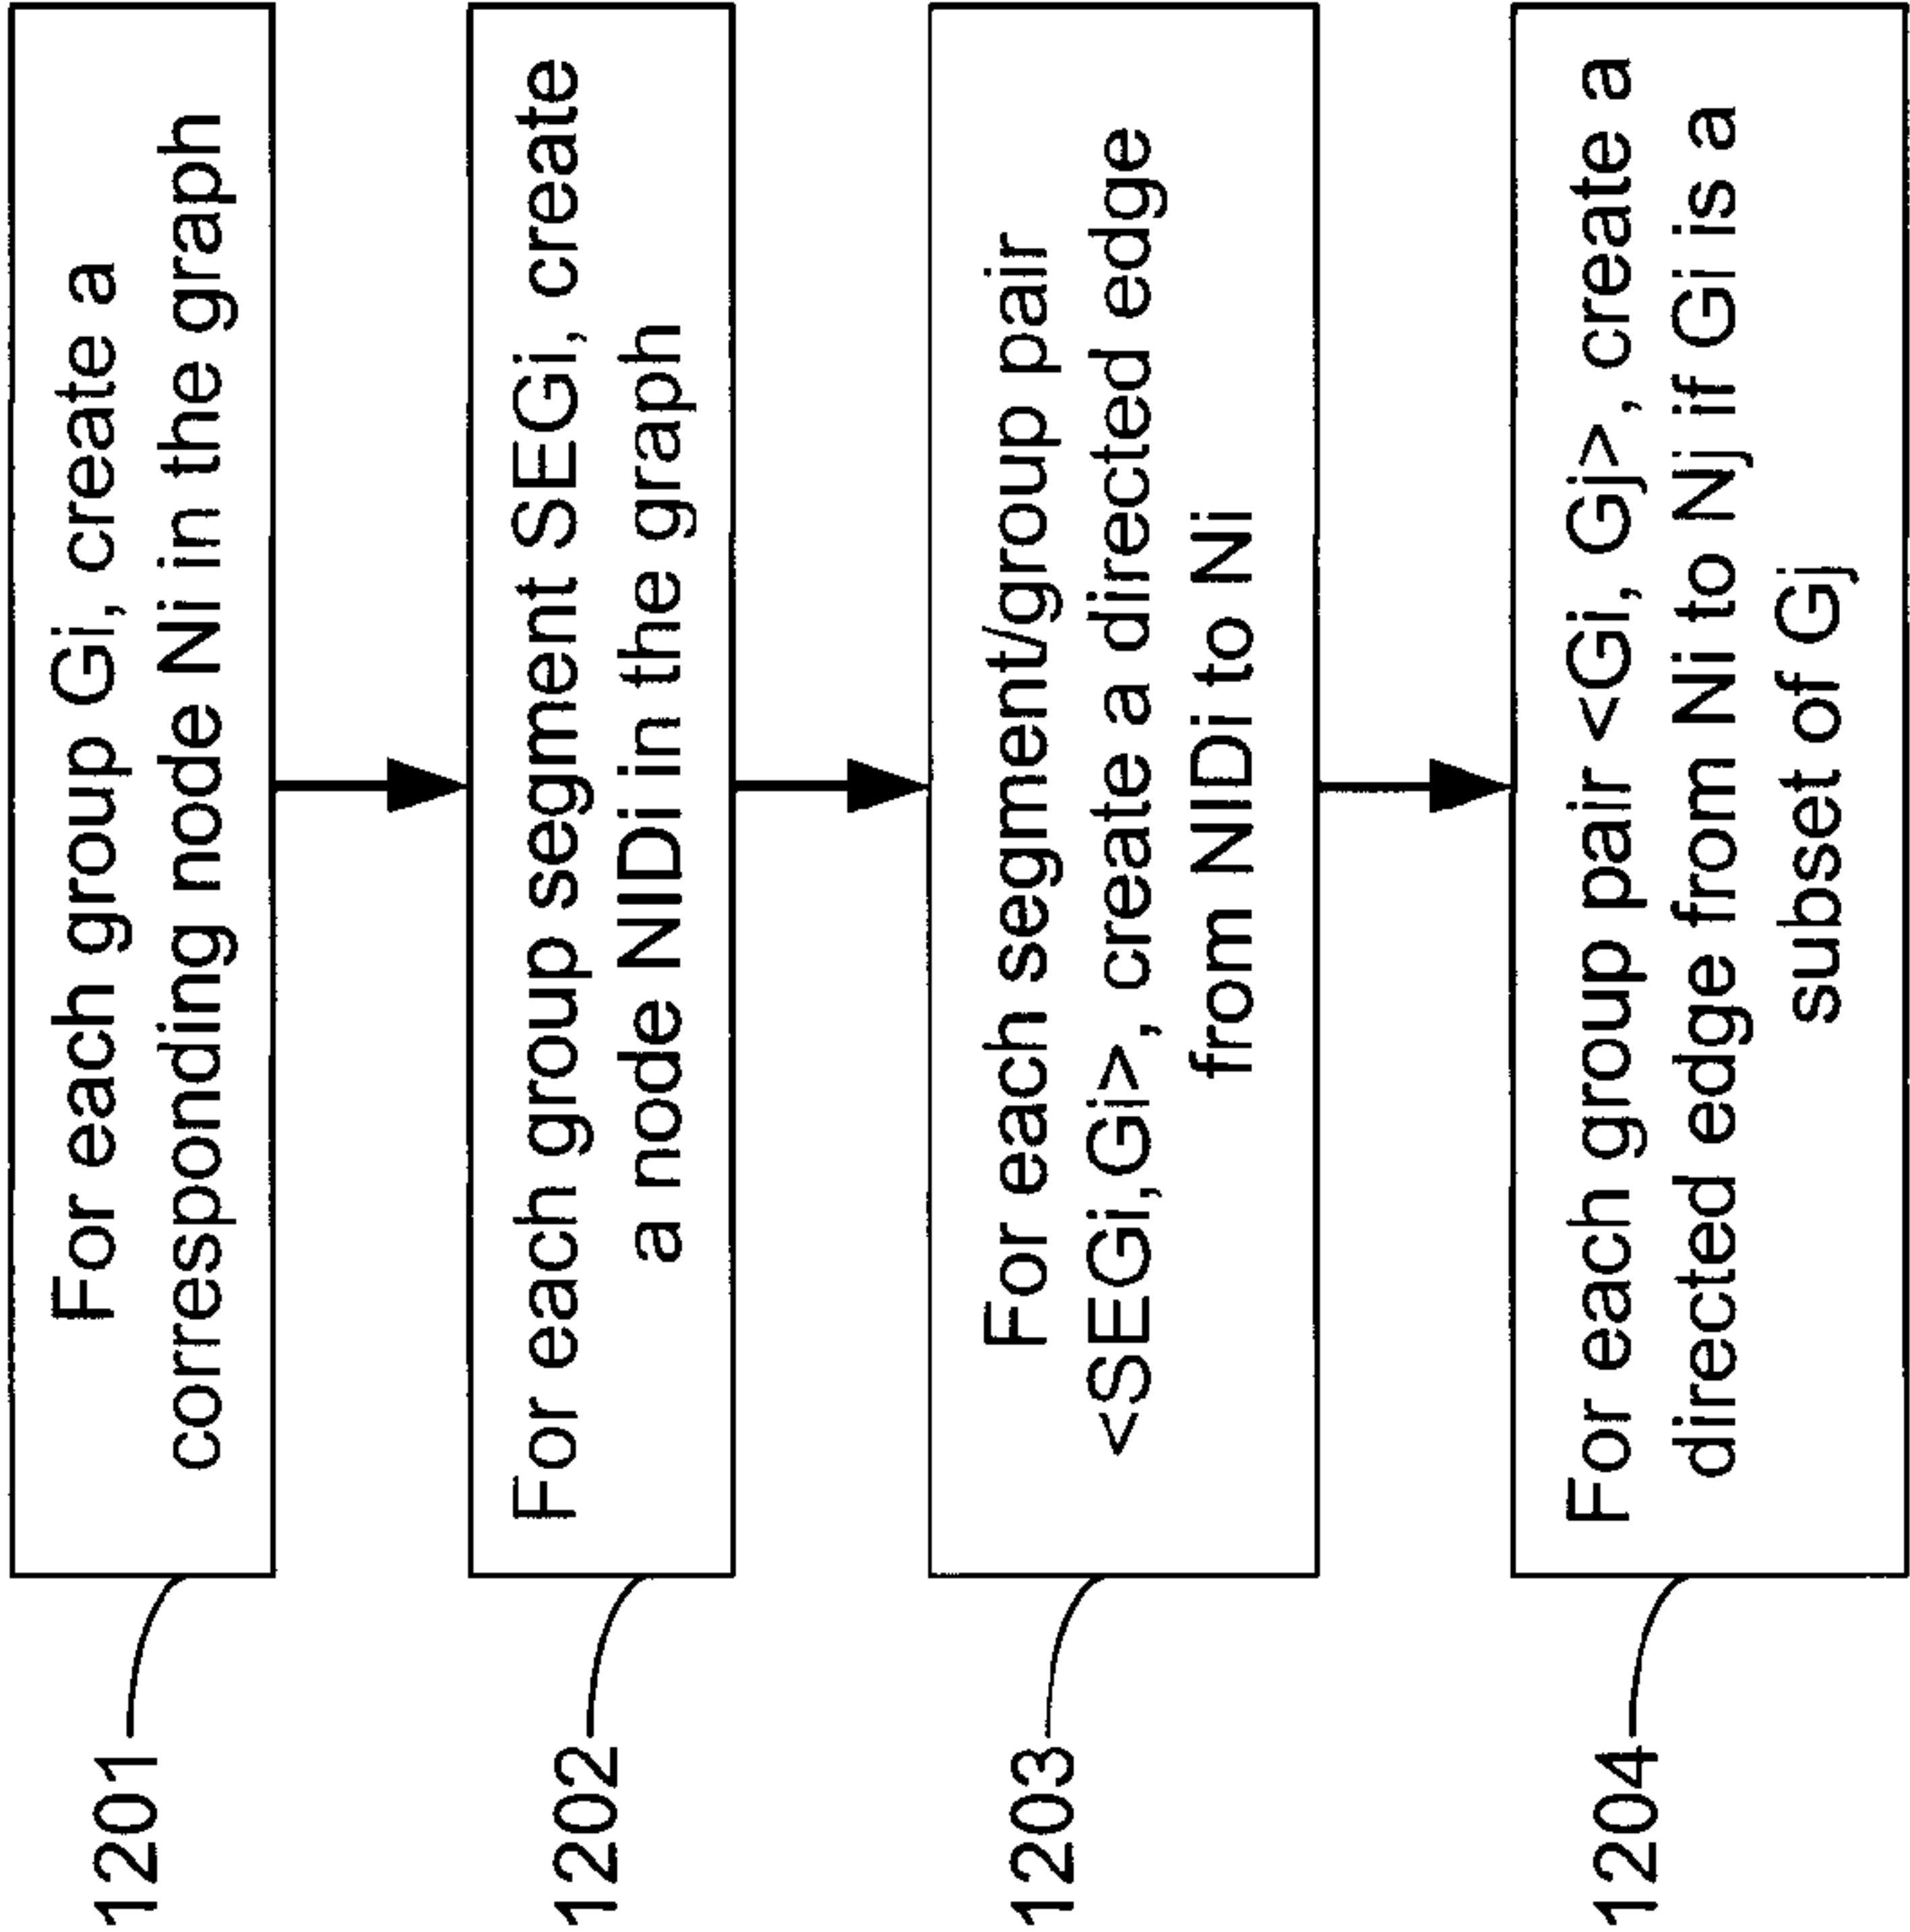 1201
For each group Gi, create a
corresponding node Ni in the graph
1202
For each group segment SEGi, create
a node NIDi in the graph
1203
For each segment/group pair
<SEGi,Gi>, create a directed edge
from NIDi to Ni
1204
For each group pair <Gi, Gj>, create a
directed edge from Ni to Nj if Gi is a
subset of Gj